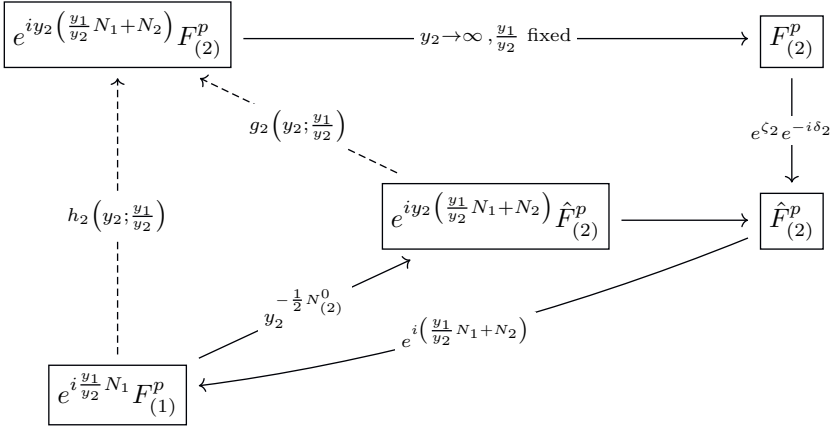 $e^{iy_2\left(\frac{y_1}{y_2}N_1+N_2\right)}F^p_{(2)}$ $y_2\to\infty\,,\frac{y_1}{y_2}\text{ fixed}$ $F^p_{(2)}$
$g_2\left(y_2;\frac{y_1}{y_2}\right)$ $e^{\zeta_2}e^{-i\delta_2}$
$h_2\left(y_2;\frac{y_1}{y_2}\right)$ $e^{iy_2\left(\frac{y_1}{y_2}N_1+N_2\right)}\hat{F}^p_{(2)}$ $\hat{F}^p_{(2)}$
$y_2^{-\frac{1}{2}N^0_{(2)}}$ $e^{i\left(\frac{y_1}{y_2}N_1+N_2\right)}$
$e^{i\frac{y_1}{y_2}N_1}F^p_{(1)}$